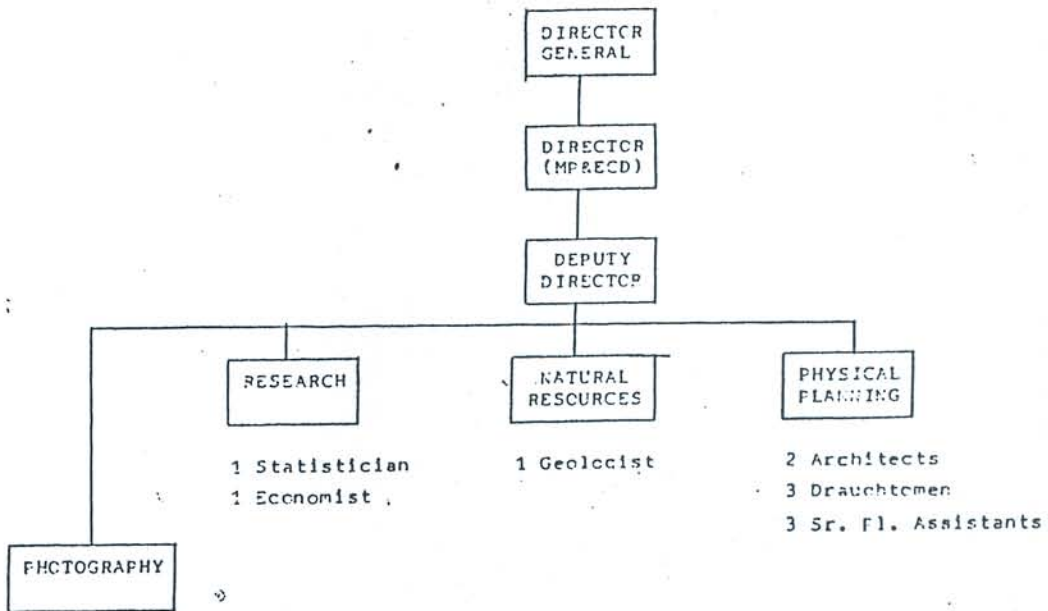 DIRECTOR
GENERAL
DIRECTOR
(MP&ECD)
DEPUTY
DIRECTOR
RESEARCH
NATURAL
RESOURCES
PHYSICAL
PLANNING
1 Statistician
1 Economist
1 Geologist
2 Architects
3 Draughtsmen
3 Sr. Pl. Assistants
PHOTOGRAPHY